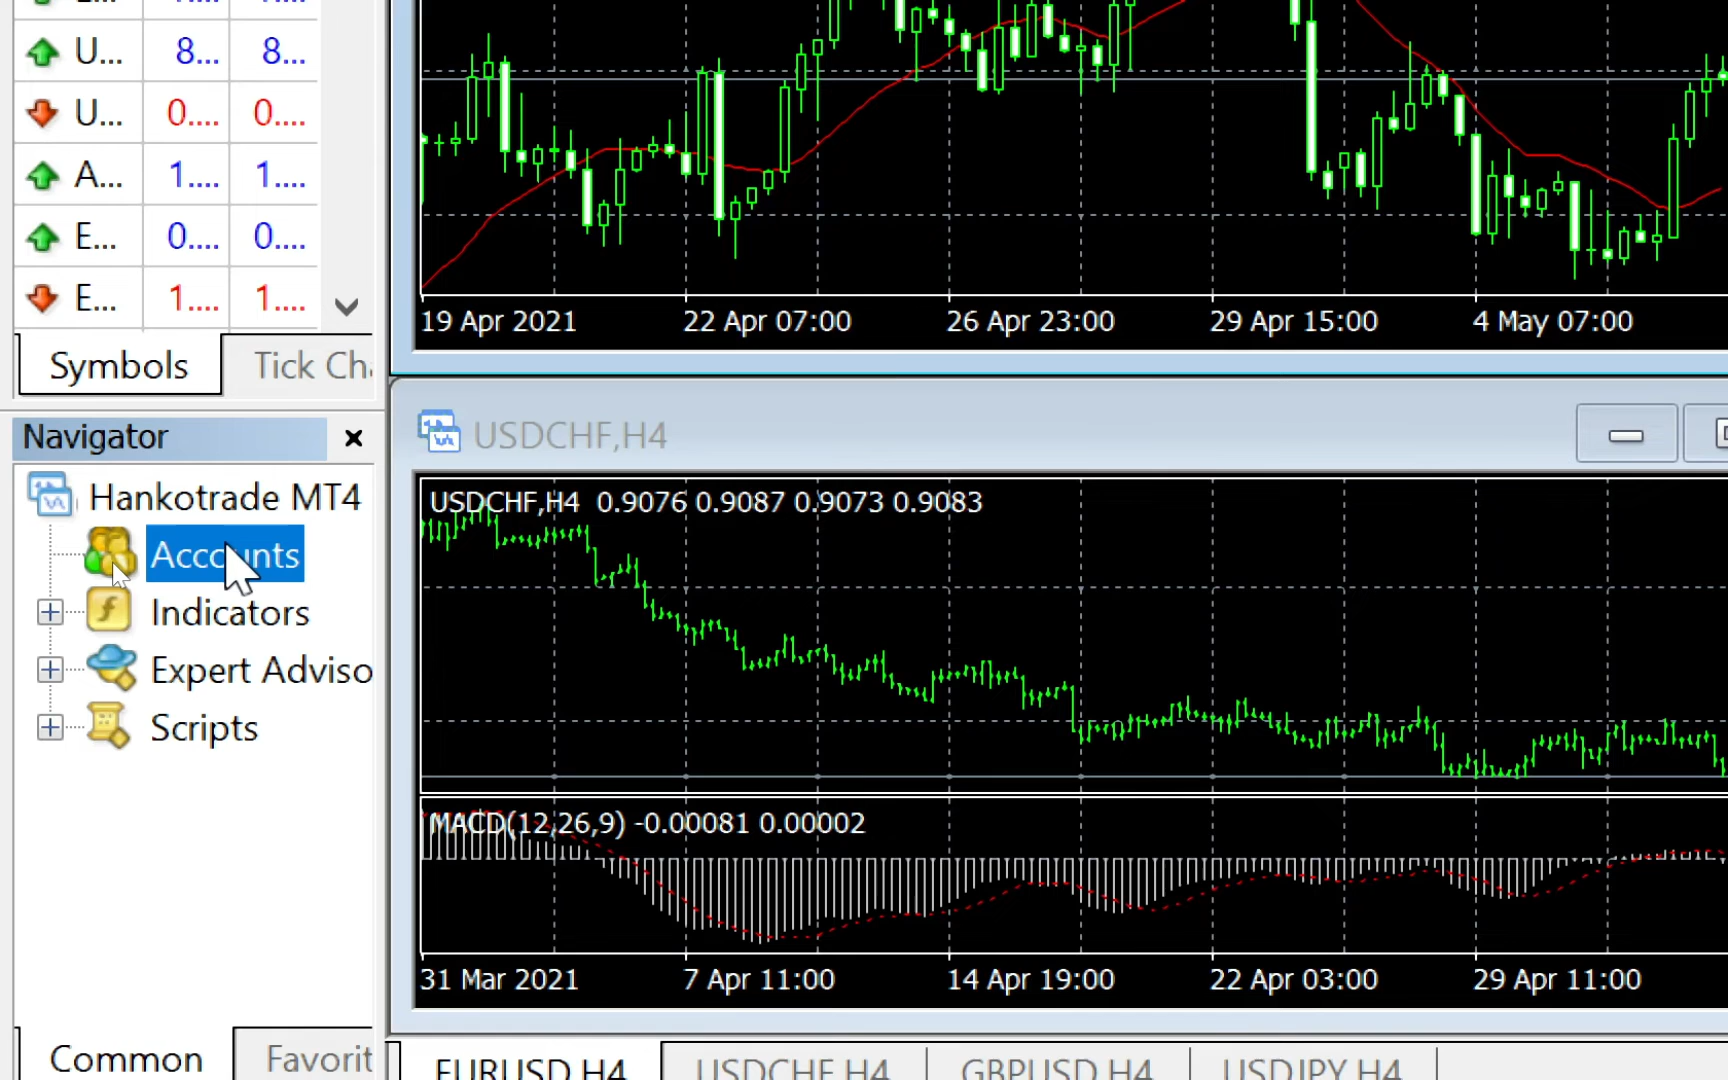 U... 8... 8...
U... 0.... 0....
A... 1.... 1....
E... 0.... 0....
E... 1.... 1....
Symbols Tick Cha
Navigator
Hankotrade MT4
Accounts
Indicators
Expert Adviso
Scripts
Common Favorit
19 Apr 2021 22 Apr 07:00 26 Apr 23:00 29 Apr 15:00 4 May 07:00
USDCHF,H4
USDCHF,H4 0.9076 0.9087 0.9073 0.9083
MACD(12,26,9) -0.00081 0.00002
31 Mar 2021 7 Apr 11:00 14 Apr 19:00 22 Apr 03:00 29 Apr 11:00
EURUSD,H4 USDCHF,H4 GBPUSD,H4 USDJPY,H4